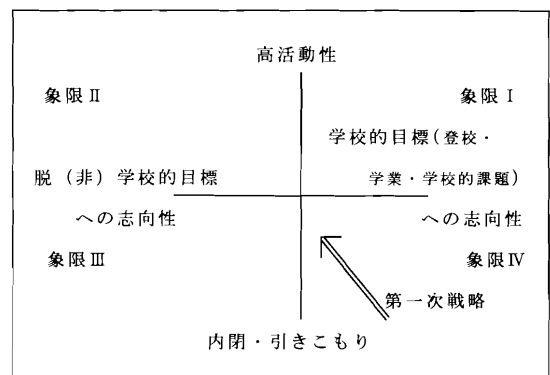 高活動性
象限Ⅱ
象限Ⅰ
学校的目標(登校・
脱（非）学校的目標
学業・学校的課題)
への志向性
への志向性
象限Ⅲ
象限Ⅳ
第一次戦略
内閉・引きこもり